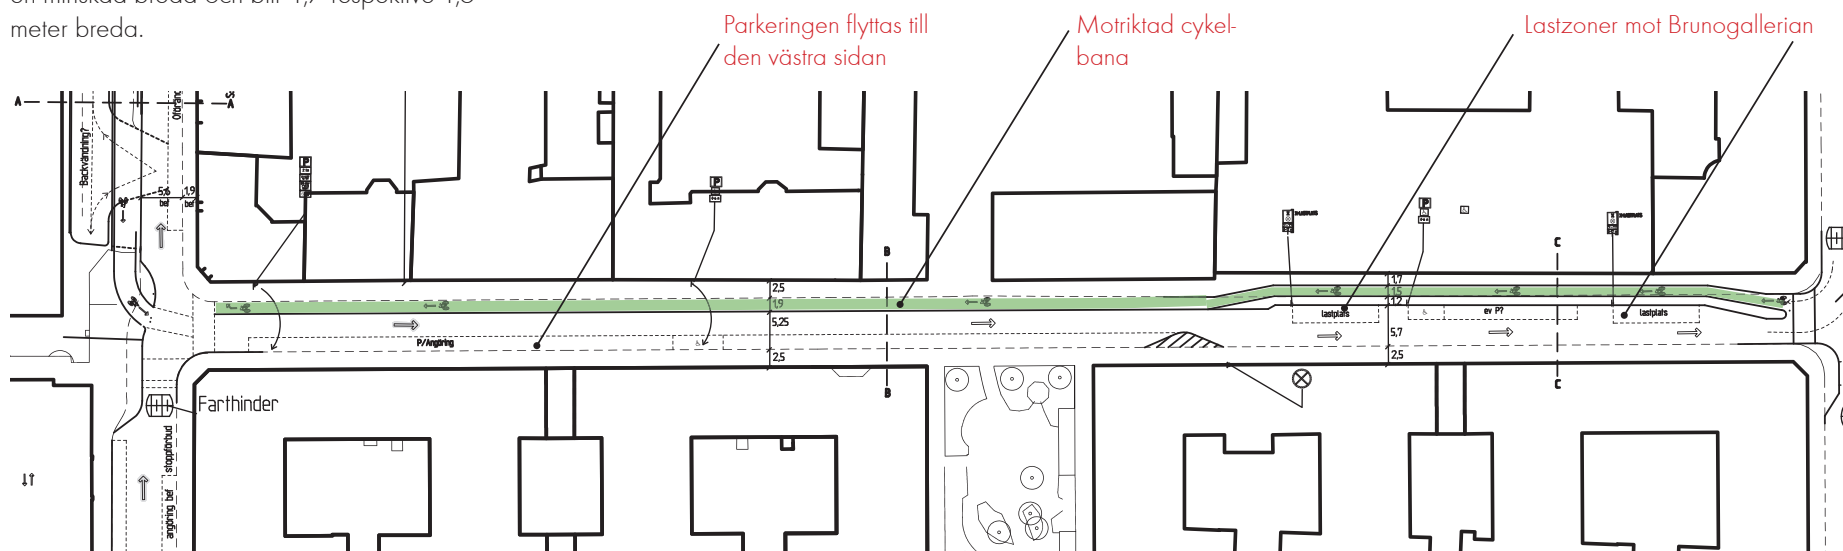 meter breda.
Parkeringen flyttas till
den västra sidan
Motriktad cykel-
bana
Lastzoner mot Brunogallerian
A
A
Backvändning?
5,6
bef
1,9
bef
P
P
P
B
C
2,5
1,9
5,25
2,5
P/Angöring
1,7
1,5
1,2
5,7
2,5
lastplats
ev P?
lastplats
B
C
Farthinder
stoppförbud
angöring bef